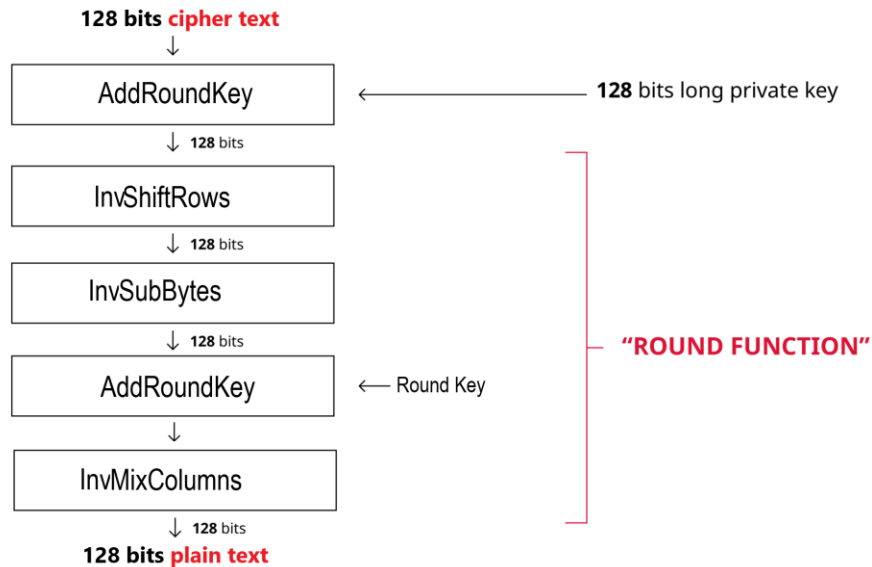 128 bits cipher text
AddRoundKey
128 bits long private key
128 bits
InvShiftRows
128 bits
InvSubBytes
128 bits
"ROUND FUNCTION"
AddRoundKey
Round Key
InvMixColumns
128 bits
128 bits plain text